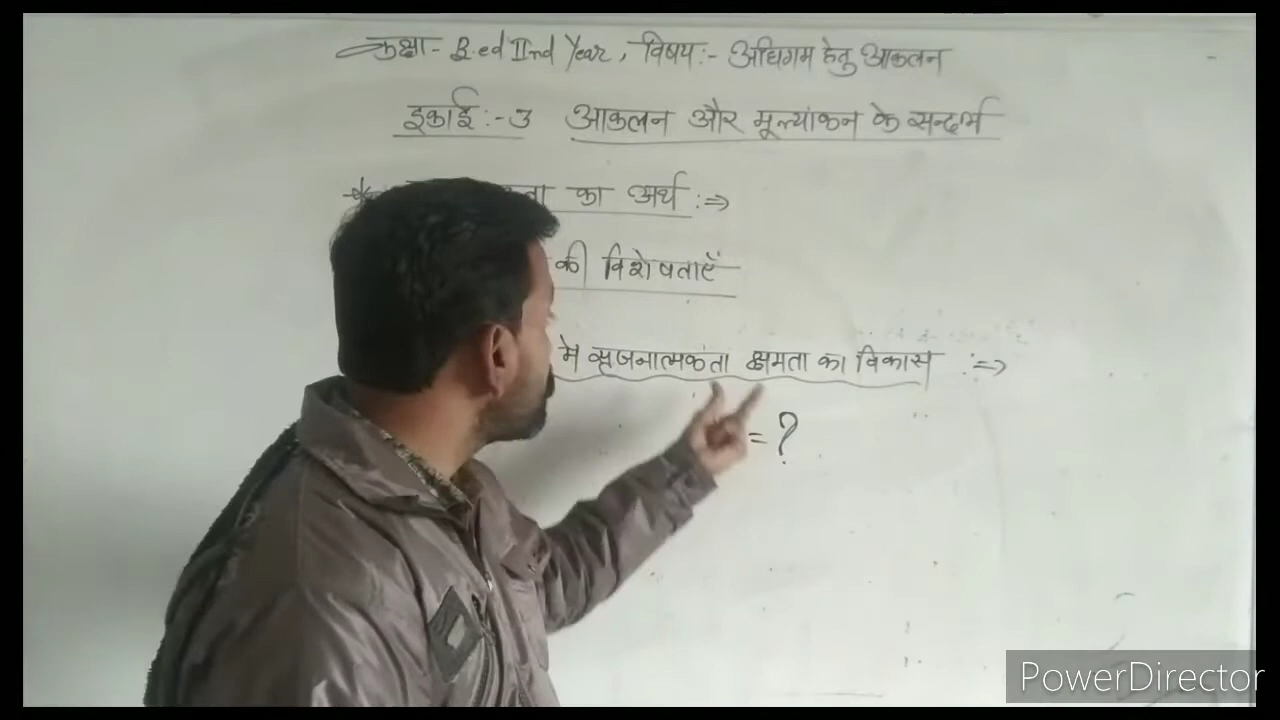 कक्षा - B.ed IInd Year, विषय :- अधिगम हेतु आकलन
इकाई :- 3 आकलन और मूल्यांकन के सन्दर्भ
का अर्थ :⇒
की विशेषताएँ
में सृजनात्मकता क्षमता का विकास :⇒
= ?
PowerDirector